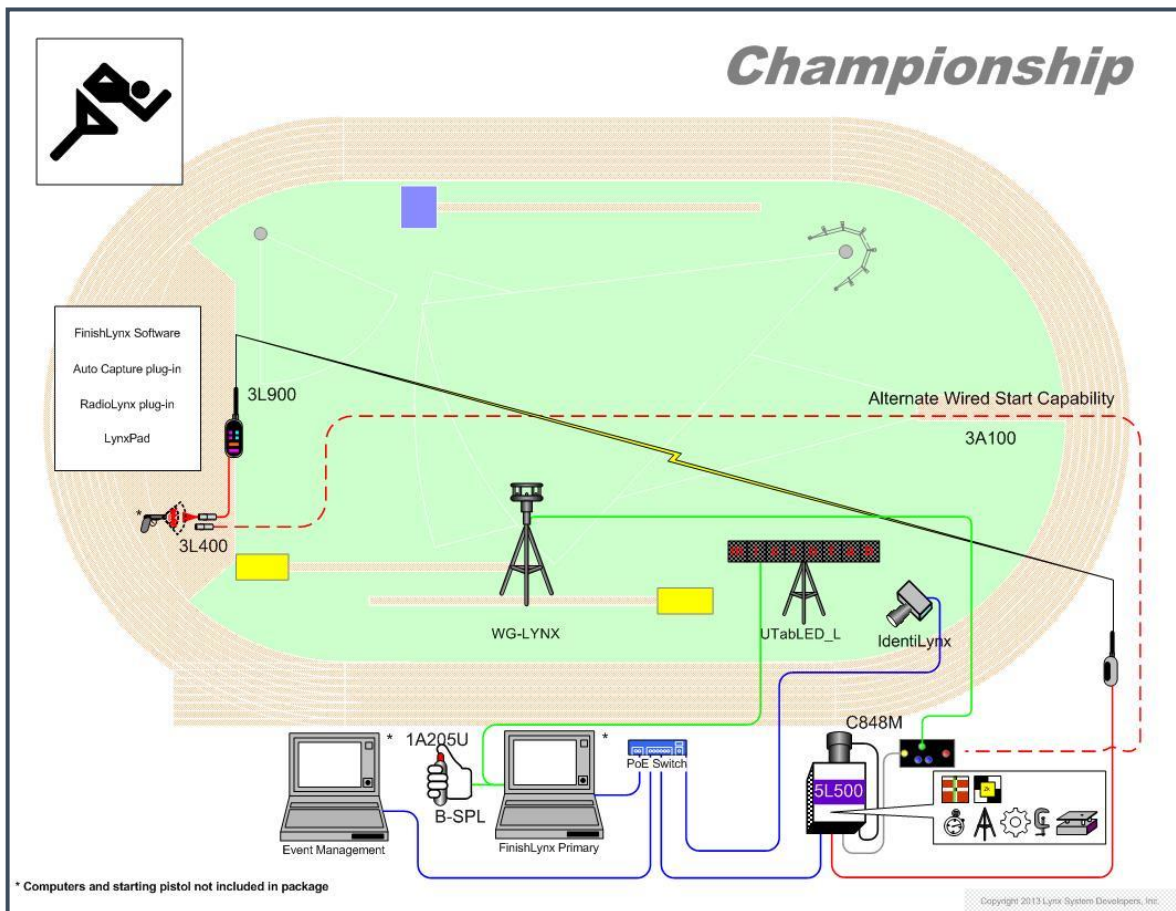 Championship
FinishLynx Software
Auto Capture plug-in
RadioLynx plug-in
LynxPad
3L900
Alternate Wired Start Capability
3A100
*
3L400
WG-LYNX
UTabLED_L
IdentiLynx
C848M
* 1A205U
*
PoE Switch
5L500
2k
B-SPL
Event Management
FinishLynx Primary
* Computers and starting pistol not included in package
Copyright 2013 Lynx System Developers, Inc.